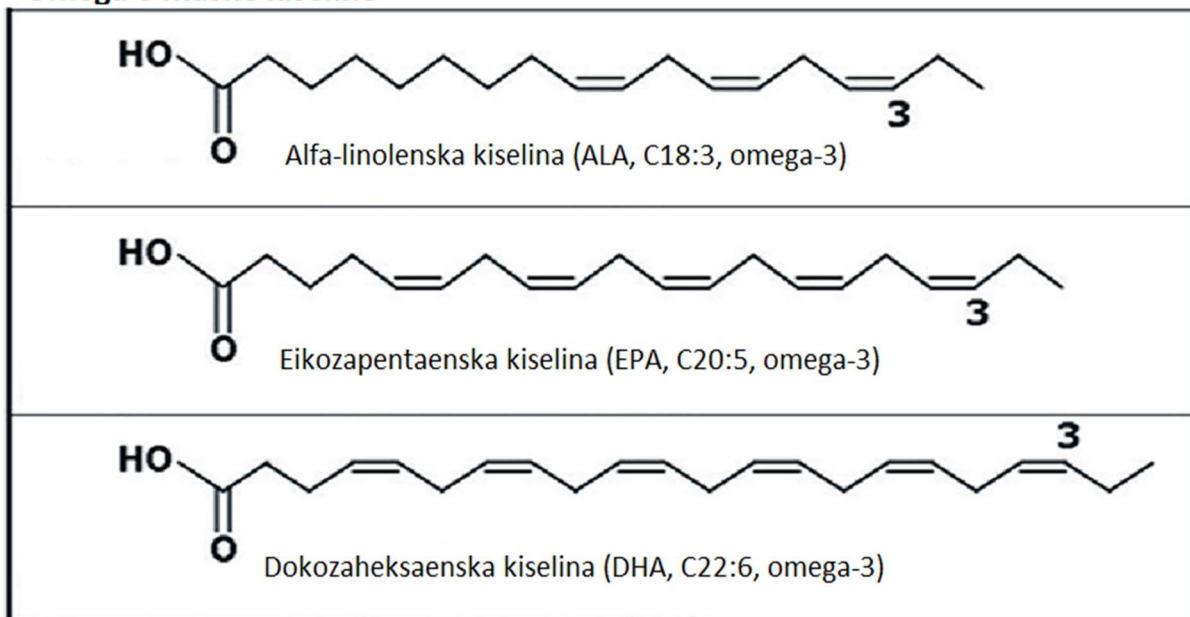 HO
3
O
Alfa-linolenska kiselina (ALA, C18:3, omega-3)
HO
3
O
Eikozapentaenska kiselina (EPA, C20:5, omega-3)
3
HO
O
Dokozaheksaenska kiselina (DHA, C22:6, omega-3)